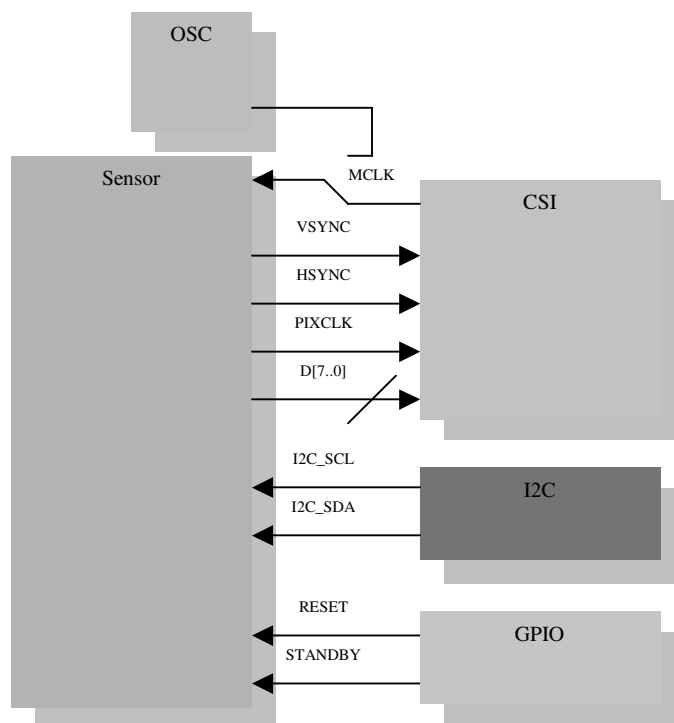 OSC
Sensor
MCLK
CSI
VSYNC
HSYNC
PIXCLK
D[7..0]
I2C_SCL
I2C
I2C_SDA
RESET
GPIO
STANDBY